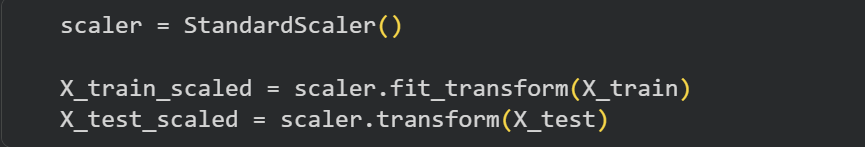 scaler = StandardScaler()
X_train_scaled = scaler.fit_transform(X_train)
X_test_scaled = scaler.transform(X_test)